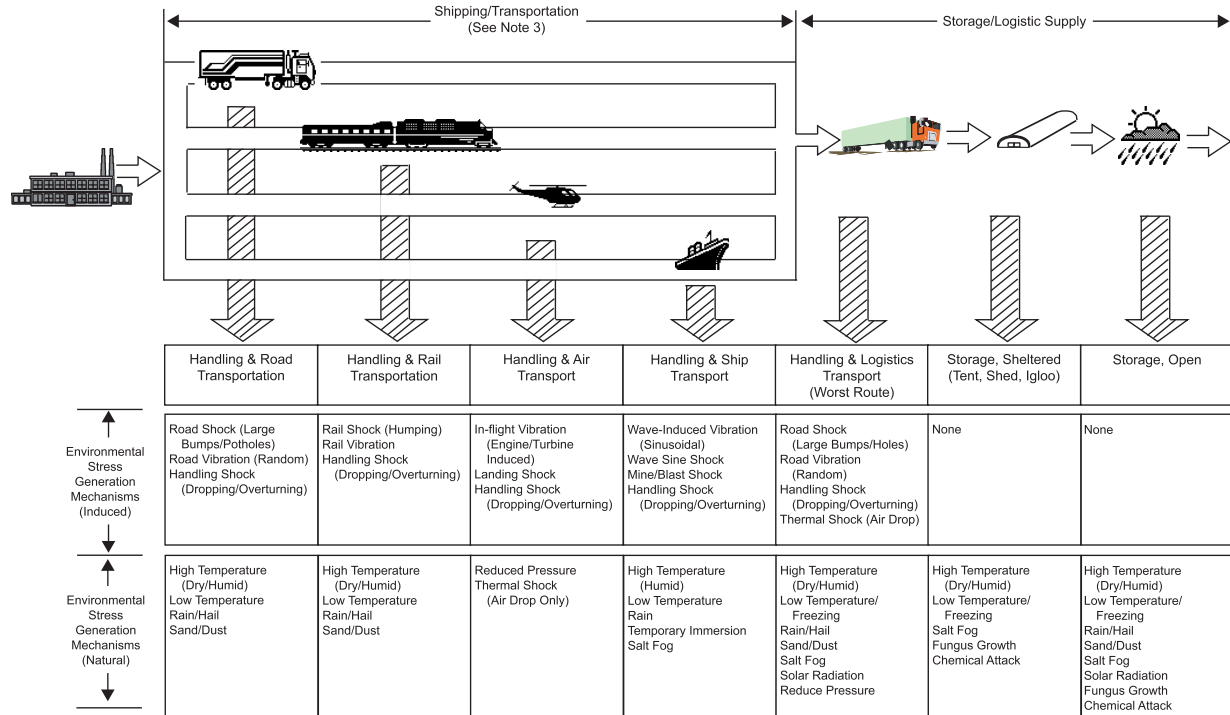 Shipping/Transportation
(See Note 3)
Storage/Logistic Supply
Handling & Road
Transportation
Handling & Rail
Transportation
Handling & Air
Transport
Handling & Ship
Transport
Handling & Logistics
Transport
(Worst Route)
Storage, Sheltered
(Tent, Shed, Igloo)
Storage, Open
Environmental
Stress
Generation
Mechanisms
(Induced)
Road Shock (Large
Bumps/Potholes)
Road Vibration (Random)
Handling Shock
(Dropping/Overturning)
Rail Shock (Humping)
Rail Vibration
Handling Shock
(Dropping/Overturning)
In-flight Vibration
(Engine/Turbine
Induced)
Landing Shock
Handling Shock
(Dropping/Overturning)
Wave-Induced Vibration
(Sinusoidal)
Wave Sine Shock
Mine/Blast Shock
Handling Shock
(Dropping/Overturning)
Road Shock
(Large Bumps/Holes)
Road Vibration
(Random)
Handling Shock
(Dropping/Overturning)
Thermal Shock (Air Drop)
None
None
Environmental
Stress
Generation
Mechanisms
(Natural)
High Temperature
(Dry/Humid)
Low Temperature
Rain/Hail
Sand/Dust
High Temperature
(Dry/Humid)
Low Temperature
Rain/Hail
Sand/Dust
Reduced Pressure
Thermal Shock
(Air Drop Only)
High Temperature
(Humid)
Low Temperature
Rain
Temporary Immersion
Salt Fog
High Temperature
(Dry/Humid)
Low Temperature/
Freezing
Rain/Hail
Sand/Dust
Salt Fog
Solar Radiation
Reduce Pressure
High Temperature
(Dry/Humid)
Low Temperature/
Freezing
Salt Fog
Fungus Growth
Chemical Attack
High Temperature
(Dry/Humid)
Low Temperature/
Freezing
Rain/Hail
Sand/Dust
Salt Fog
Solar Radiation
Fungus Growth
Chemical Attack